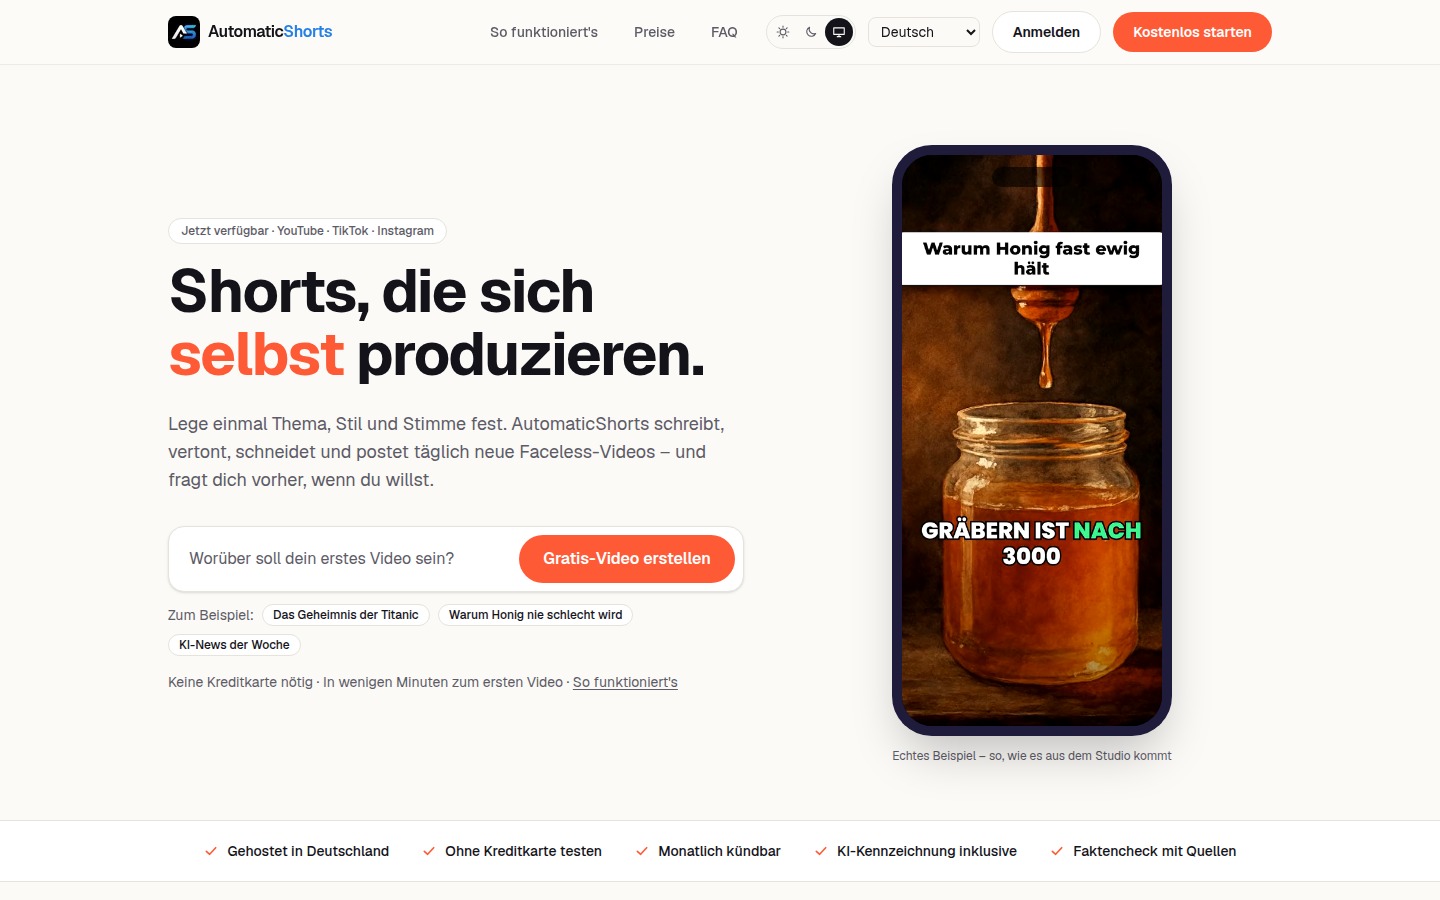 AutomaticShorts
So funktioniert's
Preise
FAQ
Deutsch
Anmelden
Kostenlos starten
Jetzt verfügbar · YouTube · TikTok · Instagram
Shorts, die sich
selbst produzieren.
Lege einmal Thema, Stil und Stimme fest. AutomaticShorts schreibt,
vertont, schneidet und postet täglich neue Faceless-Videos – und
fragt dich vorher, wenn du willst.
Worüber soll dein erstes Video sein?
Gratis-Video erstellen
Zum Beispiel:
Das Geheimnis der Titanic
Warum Honig nie schlecht wird
KI-News der Woche
Keine Kreditkarte nötig · In wenigen Minuten zum ersten Video · So funktioniert's
Warum Honig fast ewig
hält
GRÄBERN IST NACH
3000
Echtes Beispiel – so, wie es aus dem Studio kommt
Gehostet in Deutschland
Ohne Kreditkarte testen
Monatlich kündbar
KI-Kennzeichnung inklusive
Faktencheck mit Quellen